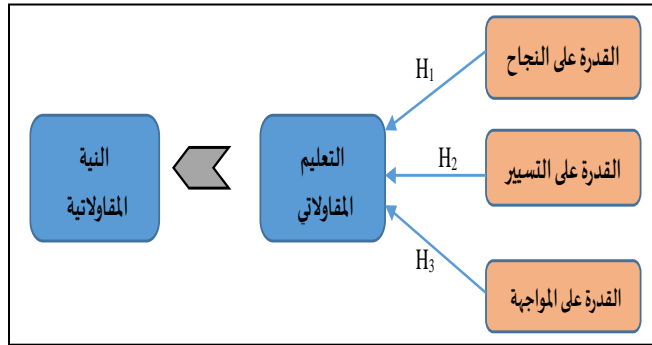 القدرة على النجاح
H₁
القدرة على التسيير
H₂
التعليم
المقاولاتي
النية
المقاولاتية
H₃
القدرة على المواجهة